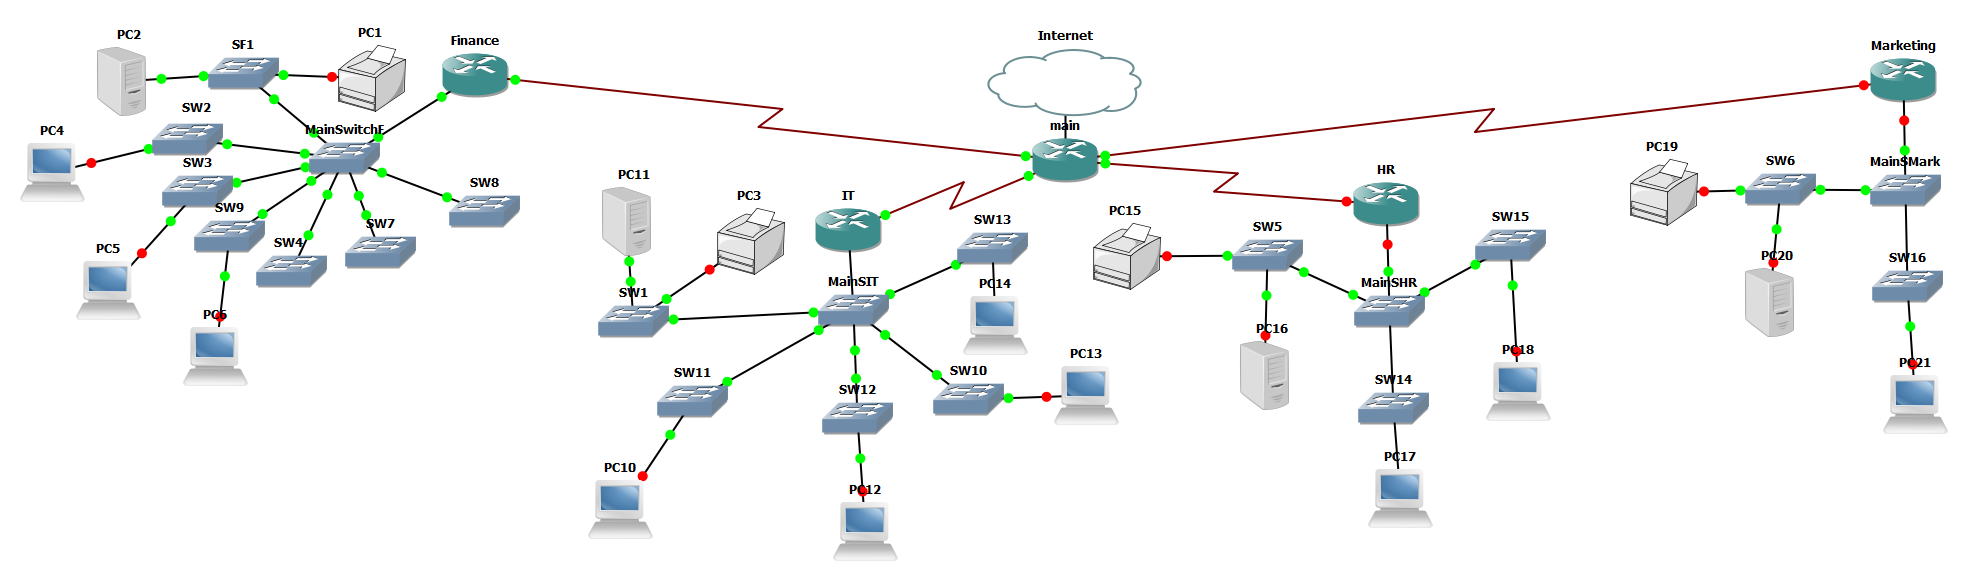 Internet
PC2
SF1
PC1
Finance
Marketing
SW2
PC4
MainSwitchF
main
SW3
PC19
SW6
MainSMark
SW8
PC11
PC3
IT
HR
SW9
SW7
SW4
SW13
PC15
SW5
SW15
PC5
PC20
SW16
SW1
MainSIT
PC14
MainSHR
PC6
PC16
PC18
PC13
PC21
SW11
SW12
SW10
SW14
PC10
PC12
PC17